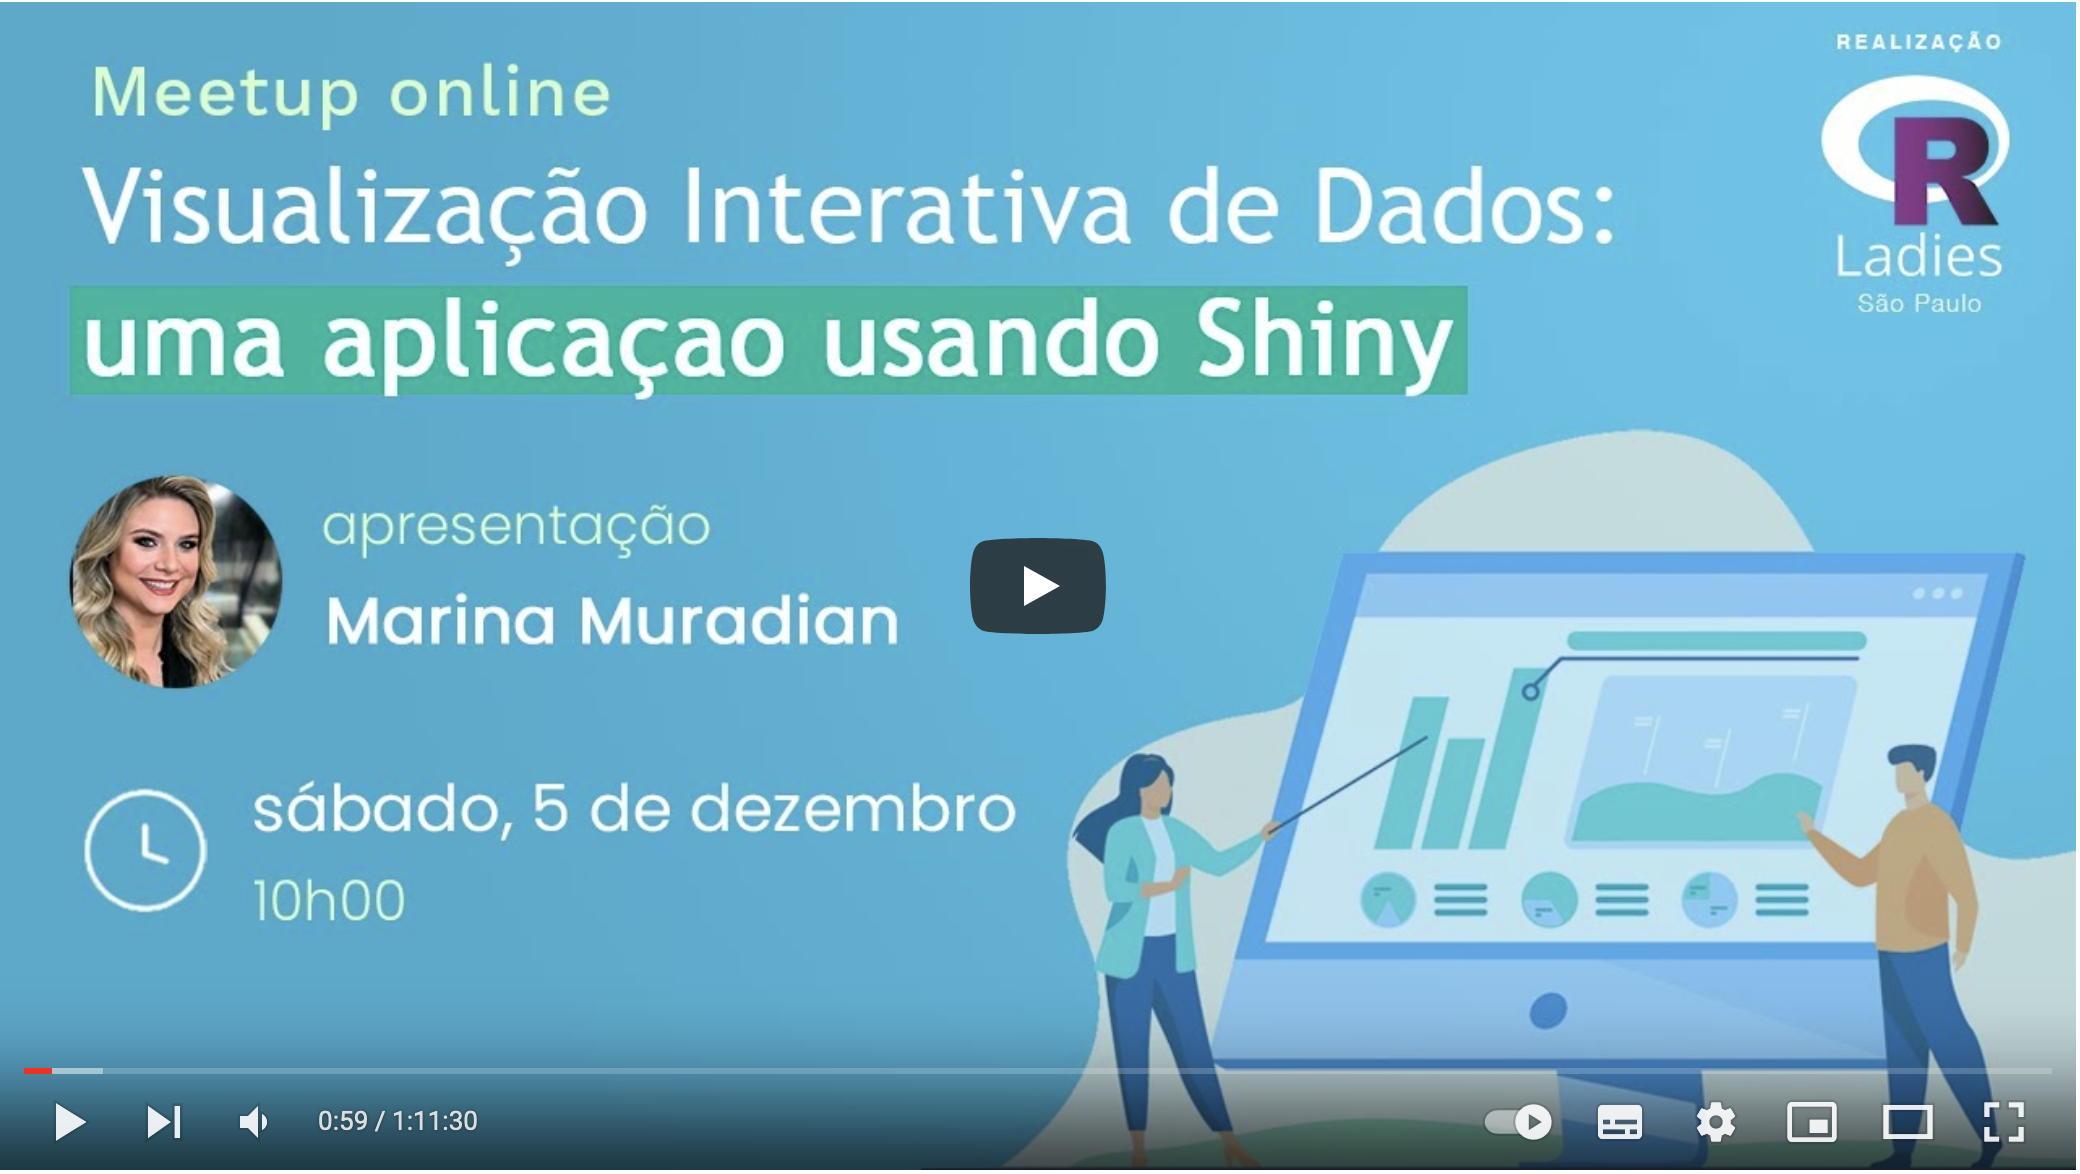 Meetup online
Visualização Interativa de Dados:
uma aplicaçao usando Shiny
REALIZAÇÃO
R
Ladies
São Paulo
apresentação
Marina Muradian
sábado, 5 de dezembro
10h00
0:59 / 1:11:30